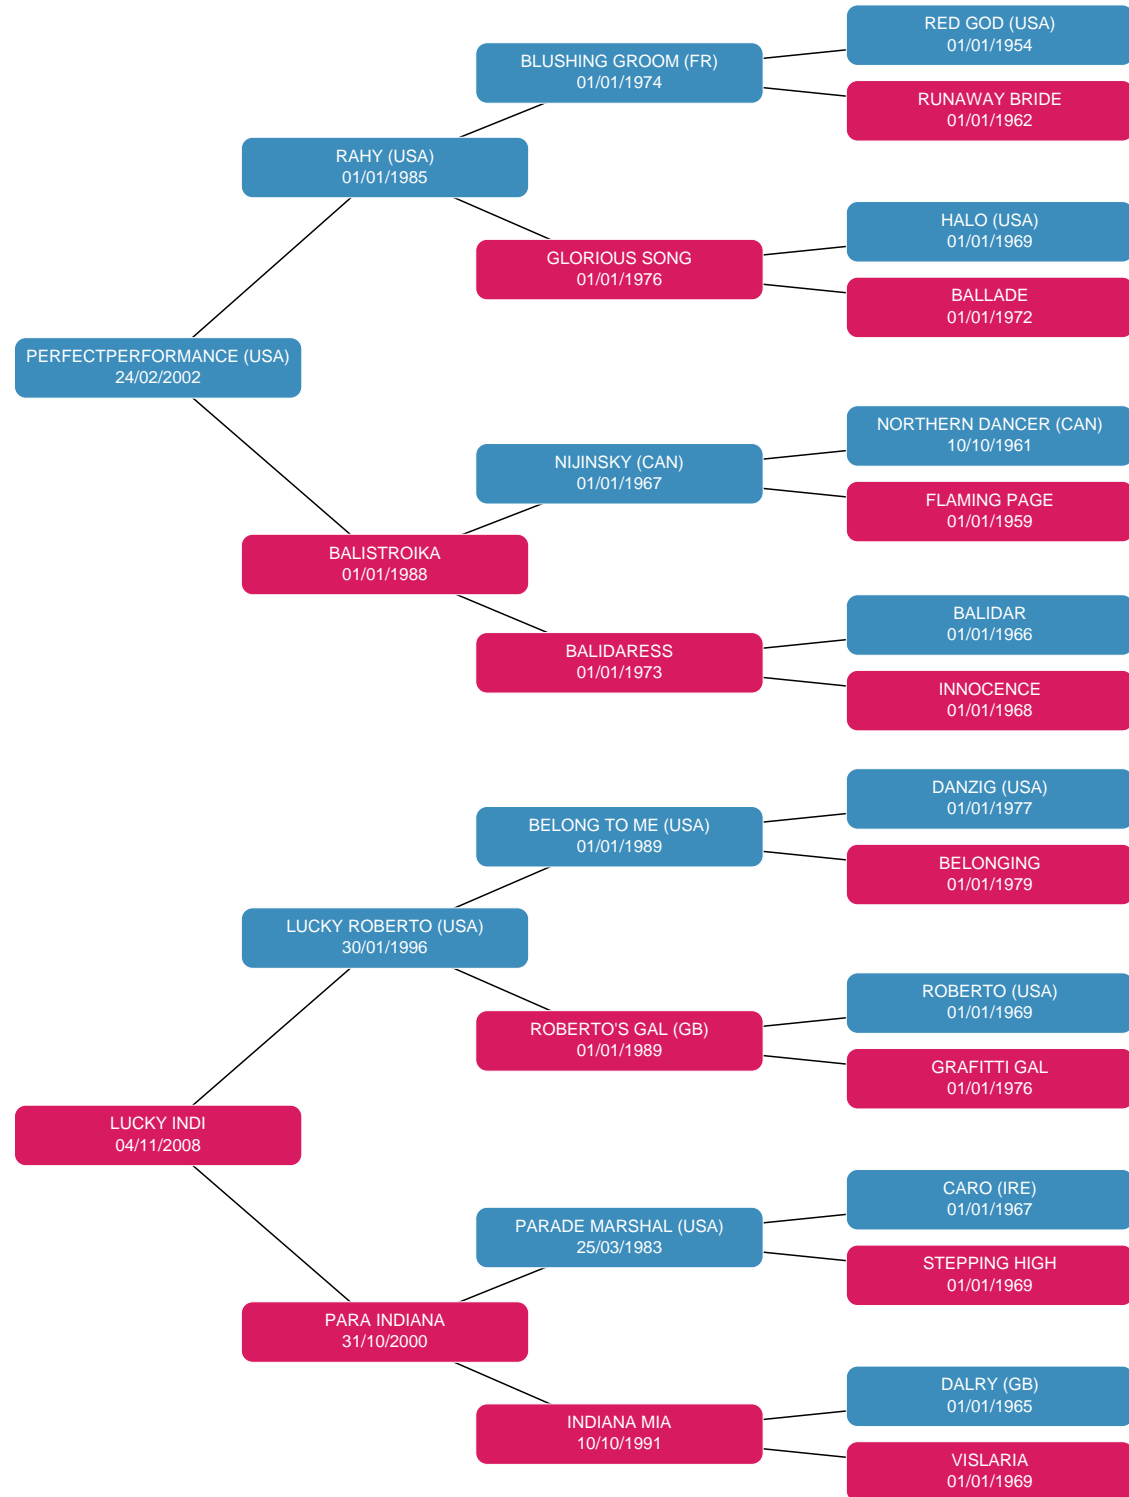 RED GOD (USA)
01/01/1954
BLUSHING GROOM (FR)
01/01/1974
RUNAWAY BRIDE
01/01/1962
RAHY (USA)
01/01/1985
HALO (USA)
01/01/1969
GLORIOUS SONG
01/01/1976
BALLADE
01/01/1972
PERFECTPERFORMANCE (USA)
24/02/2002
NORTHERN DANCER (CAN)
10/10/1961
NIJINSKY (CAN)
01/01/1967
FLAMING PAGE
01/01/1959
BALISTROIKA
01/01/1988
BALIDAR
01/01/1966
BALIDARESS
01/01/1973
INNOCENCE
01/01/1968
DANZIG (USA)
01/01/1977
BELONG TO ME (USA)
01/01/1989
BELONGING
01/01/1979
LUCKY ROBERTO (USA)
30/01/1996
ROBERTO (USA)
01/01/1969
ROBERTO'S GAL (GB)
01/01/1989
GRAFITTI GAL
01/01/1976
LUCKY INDI
04/11/2008
CARO (IRE)
01/01/1967
PARADE MARSHAL (USA)
25/03/1983
STEPPING HIGH
01/01/1969
PARA INDIANA
31/10/2000
DALRY (GB)
01/01/1965
INDIANA MIA
10/10/1991
VISLARIA
01/01/1969